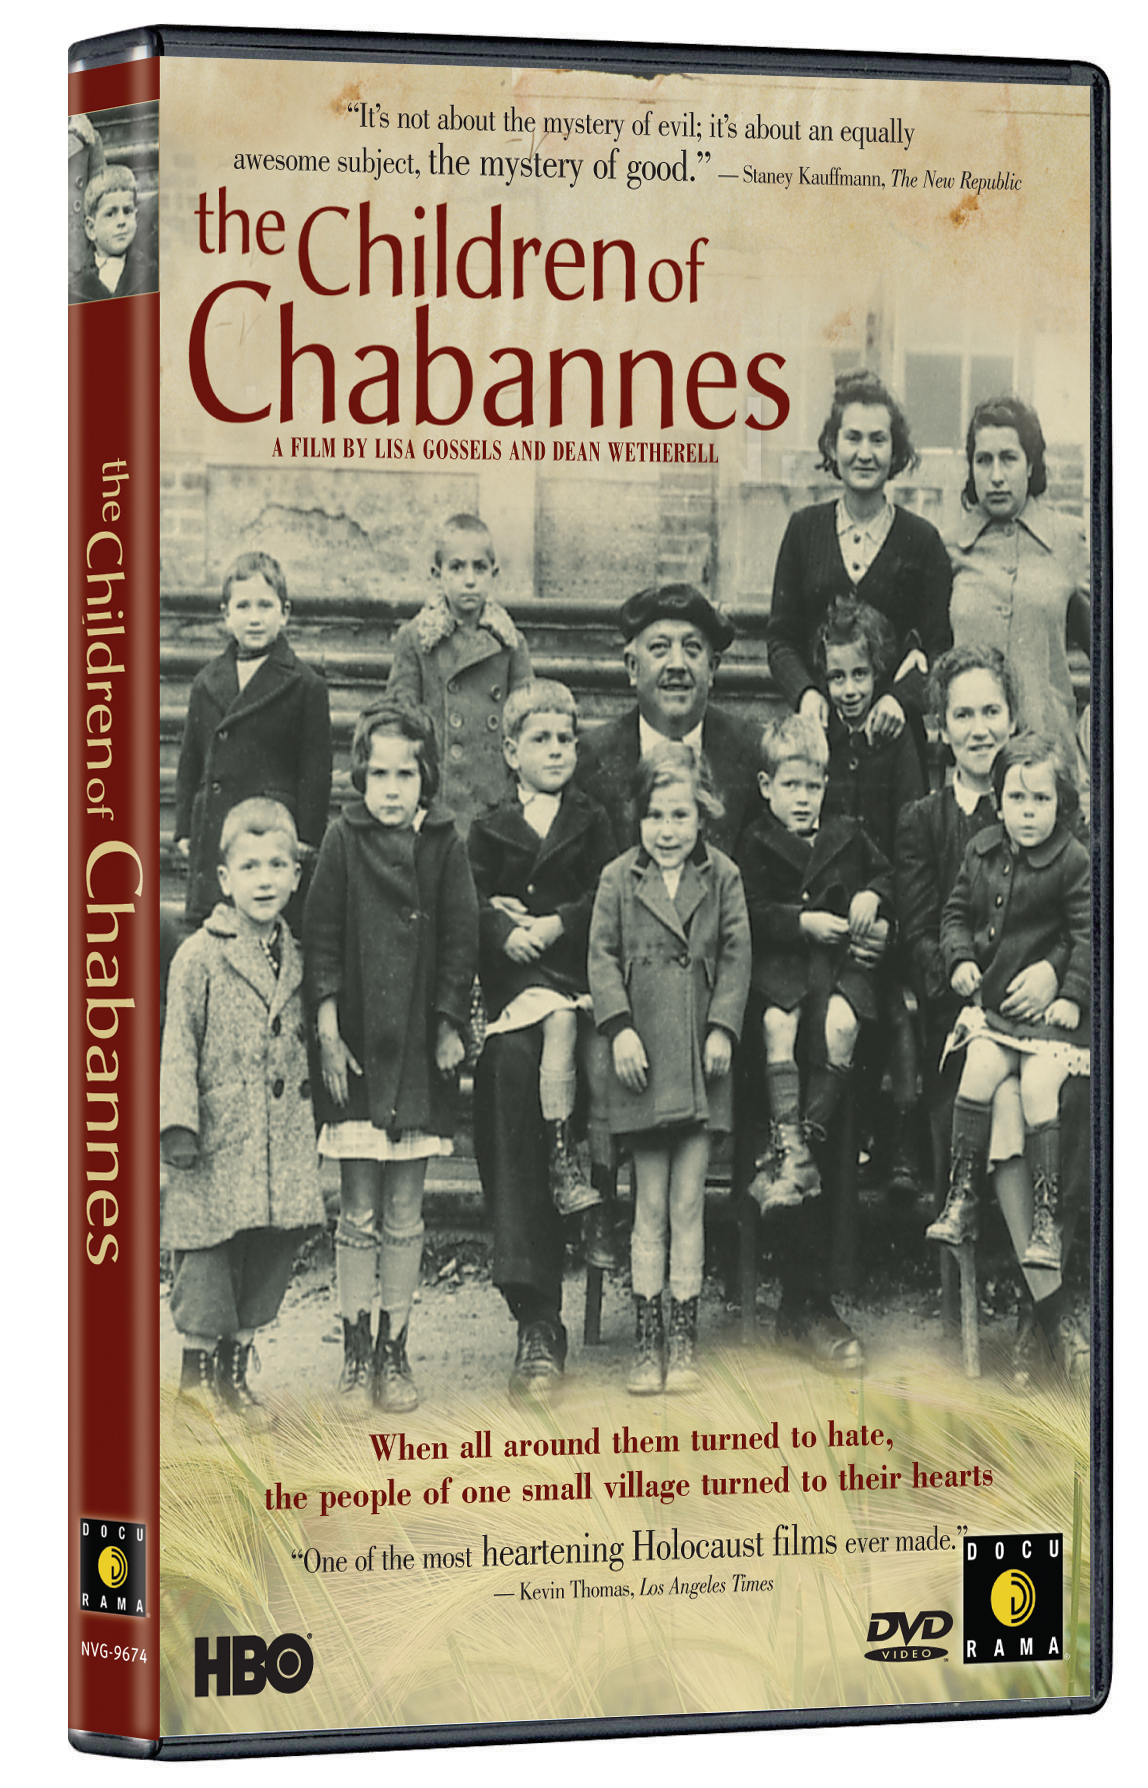 “It’s not about the mystery of evil; it’s about an equally
awesome subject, the mystery of good.” — Staney Kauffmann, The New Republic
the Children of
Chabannes
A FILM BY LISA GOSSELS AND DEAN WETHERELL
When all around them turned to hate,
the people of one small village turned to their hearts
“One of the most heartening Holocaust films ever made.”
— Kevin Thomas, Los Angeles Times
HBO®
DVD
VIDEO™
DOCU
RAMA®
the Children of Chabannes
DOCU
RAMA
NVG-9674